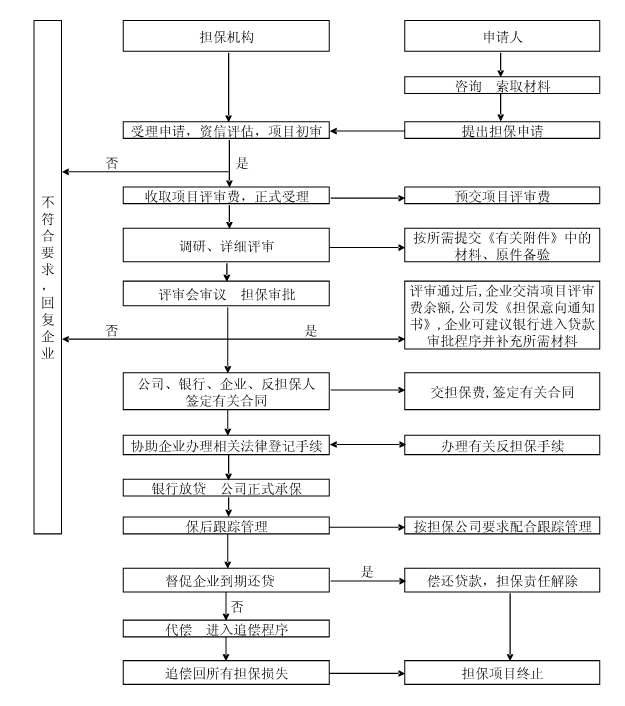 担保机构
申请人
咨询 索取材料
受理申请，资信评估，项目初审
提出担保申请
否
是
收取项目评审费，正式受理
预交项目评审费
不符合要求，回复企业
调研、详细评审
按所需提交《有关附件》中的
材料、原件备验
评审会审议 担保审批
评审通过后,企业交清项目评审
费余额,公司发《担保意向通知
书》,企业可建议银行进入贷款
审批程序并补充所需材料
否
是
公司、银行、企业、反担保人
签定有关合同
交担保费,签定有关合同
协助企业办理相关法律登记手续
办理有关反担保手续
银行放贷 公司正式承保
保后跟踪管理
按担保公司要求配合跟踪管理
督促企业到期还贷
是
偿还贷款，担保责任解除
否
代偿 进入追偿程序
追偿回所有担保损失
担保项目终止